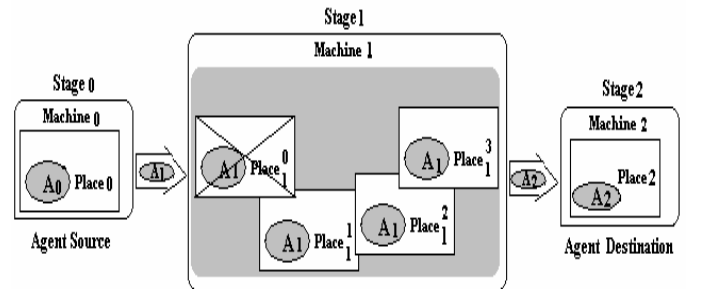 Stage 0
Machine 0
A0 Place 0
Agent Source
A1
Stage 1
Machine 1
A1 Place 0 1
A1 Place 1 1
A1 Place 2 1
A1 Place 3 1
A2
Stage 2
Machine 2
Place 2
A2
Agent Destination